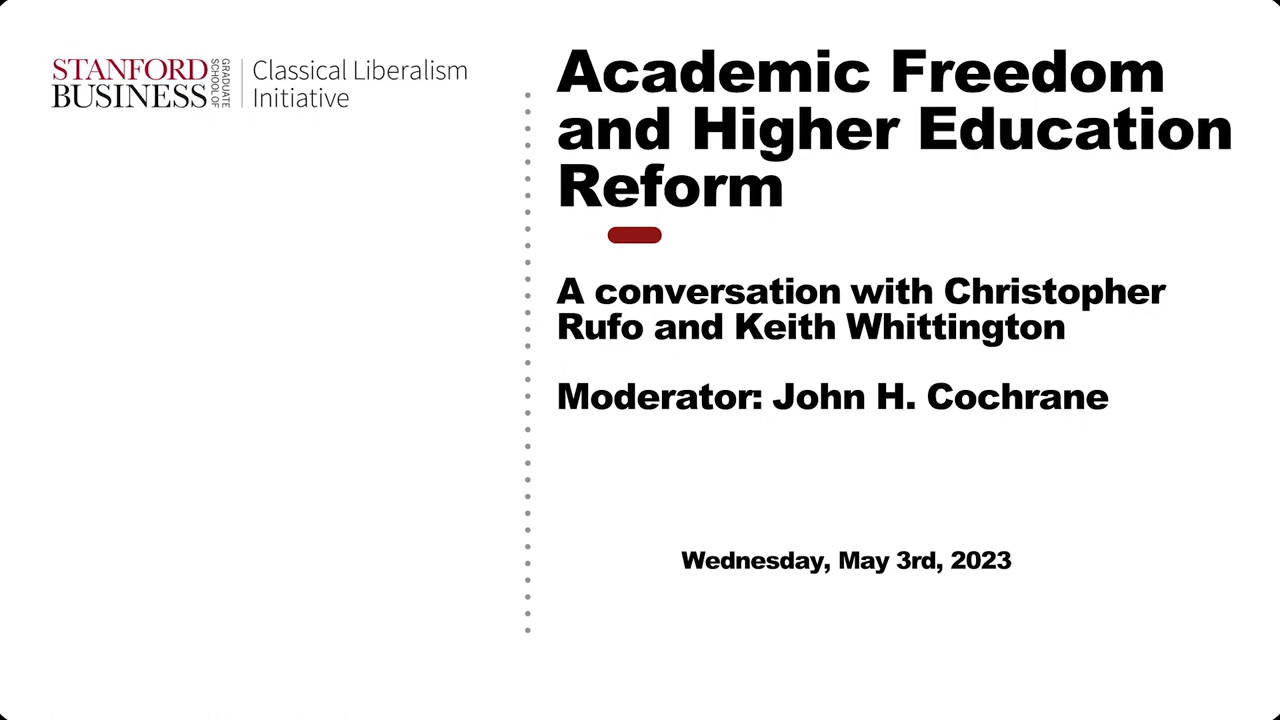 STANFORD
BUSINESS
GRADUATE
SCHOOL OF
Classical Liberalism
Initiative
Academic Freedom
and Higher Education
Reform
A conversation with Christopher
Rufo and Keith Whittington
Moderator: John H. Cochrane
Wednesday, May 3rd, 2023